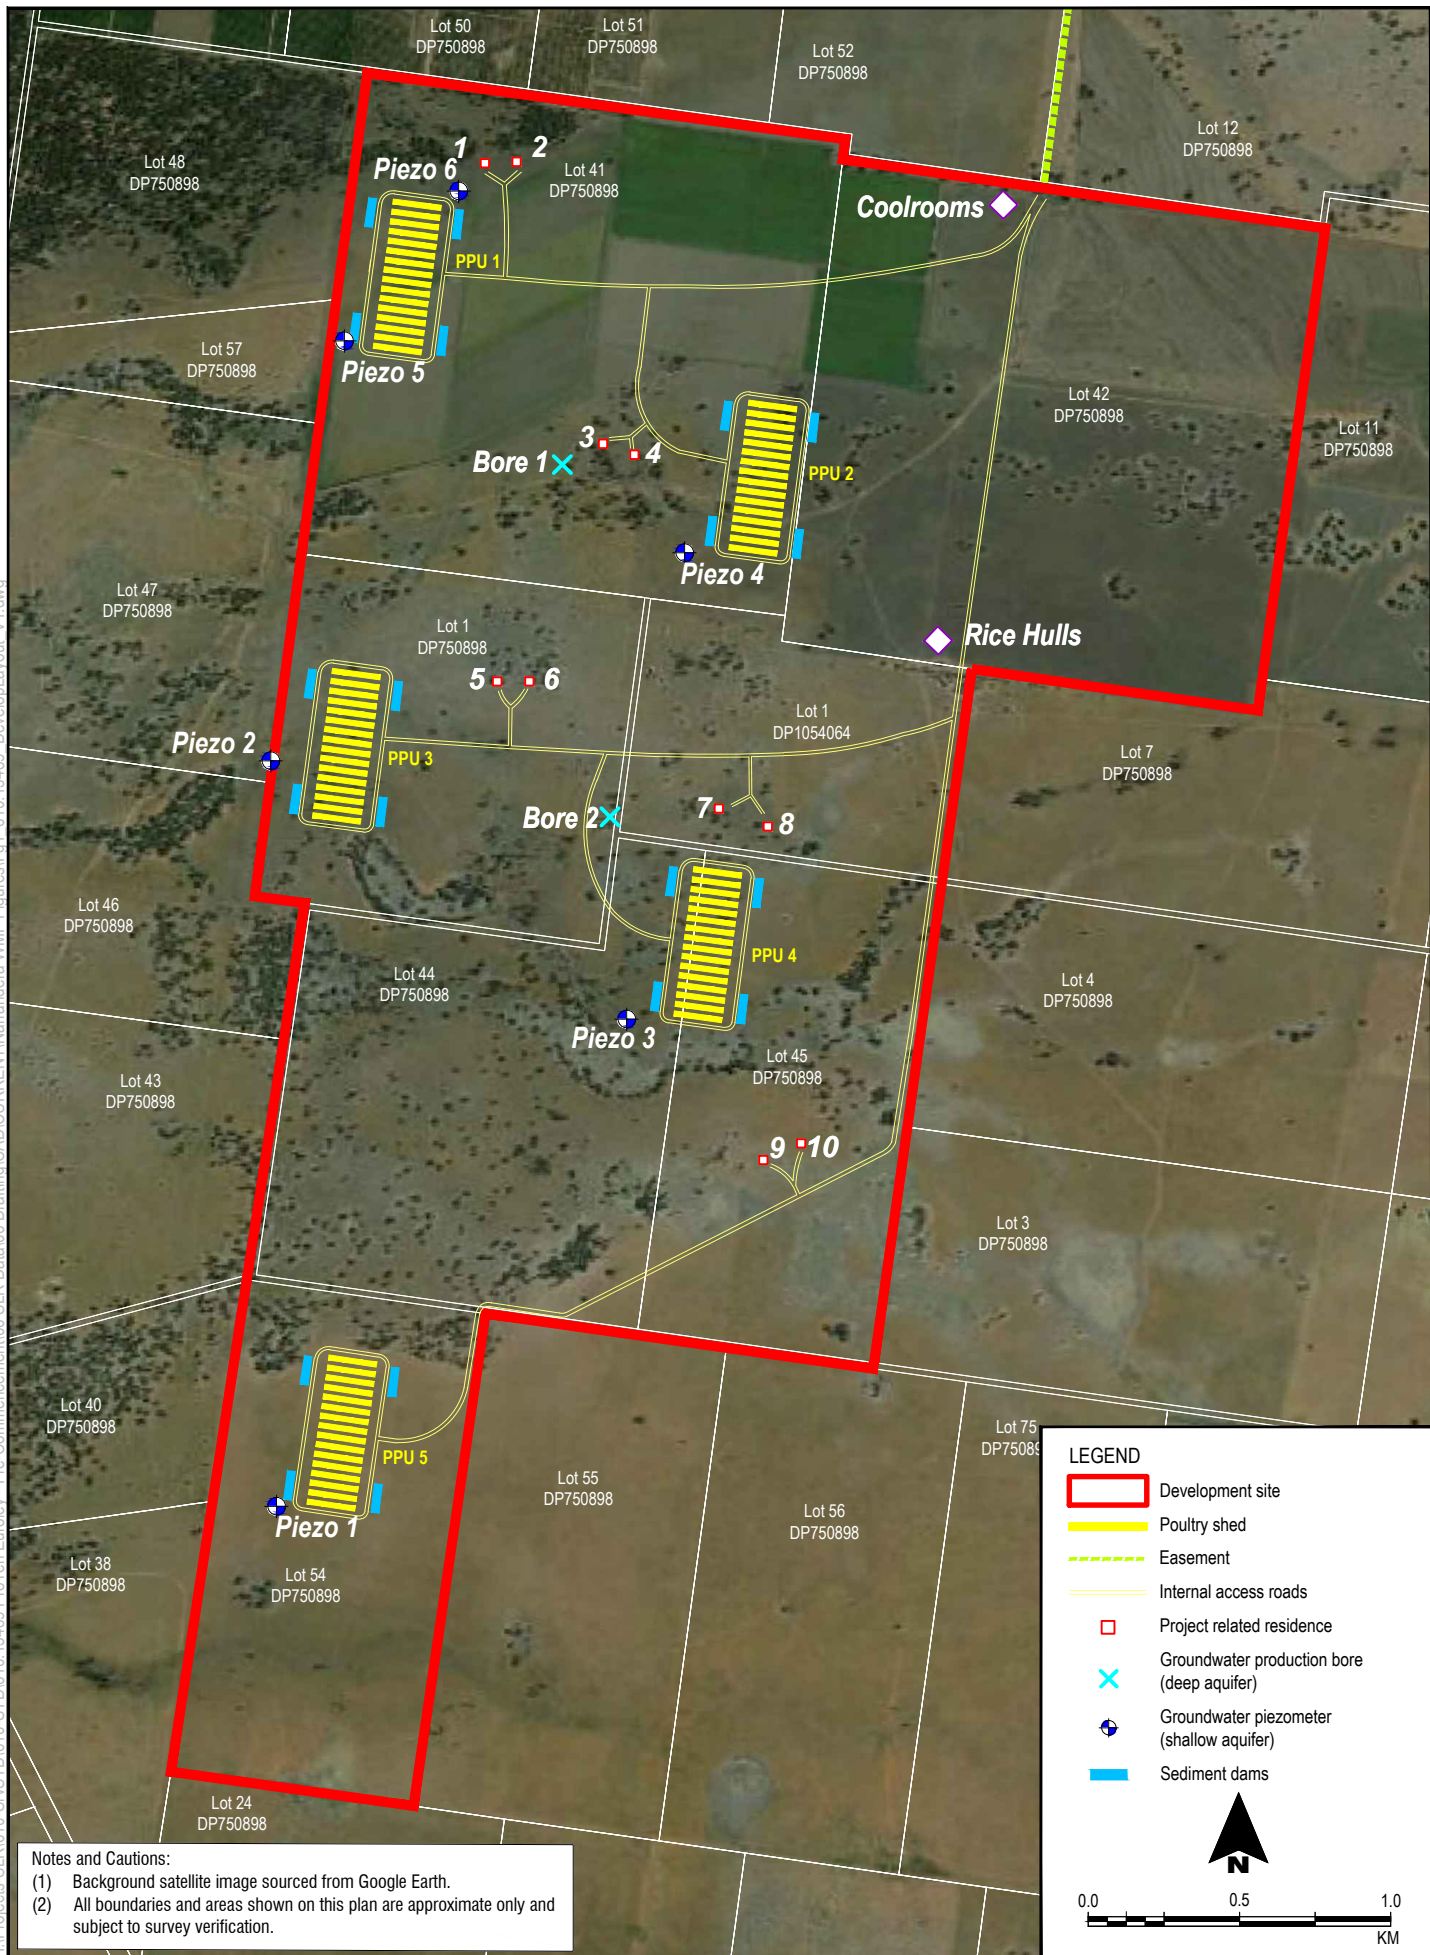 Lot 50
DP750898
Lot 51
DP750898
Lot 52
DP750898
Lot 12
DP750898
Lot 48
DP750898
1
2
Piezo 6
Lot 41
DP750898
Coolrooms
PPU 1
Lot 57
DP750898
Piezo 5
Lot 42
DP750898
Lot 11
DP750898
3
4
Bore 1
PPU 2
Piezo 4
Lot 47
DP750898
Lot 1
DP750898
Rice Hulls
5
6
Lot 1
DP1054064
Piezo 2
PPU 3
Lot 7
DP750898
Bore 2
7
8
Lot 46
DP750898
PPU 4
Lot 44
DP750898
Lot 4
DP750898
Piezo 3
Lot 45
DP750898
Lot 43
DP750898
9
10
Lot 3
DP750898
Lot 40
DP750898
Lot 75
DP75089
PPU 5
Lot 55
DP750898
Lot 56
DP750898
Piezo 1
Lot 38
DP750898
Lot 54
DP750898
Lot 24
DP750898
LEGEND
Development site
Poultry shed
Easement
Internal access roads
Project related residence
Groundwater production bore
(deep aquifer)
Groundwater piezometer
(shallow aquifer)
Sediment dams
N
0.0 0.5 1.0
KM
Notes and Cautions:
(1) Background satellite image sourced from Google Earth.
(2) All boundaries and areas shown on this plan are approximate only and
subject to survey verification.